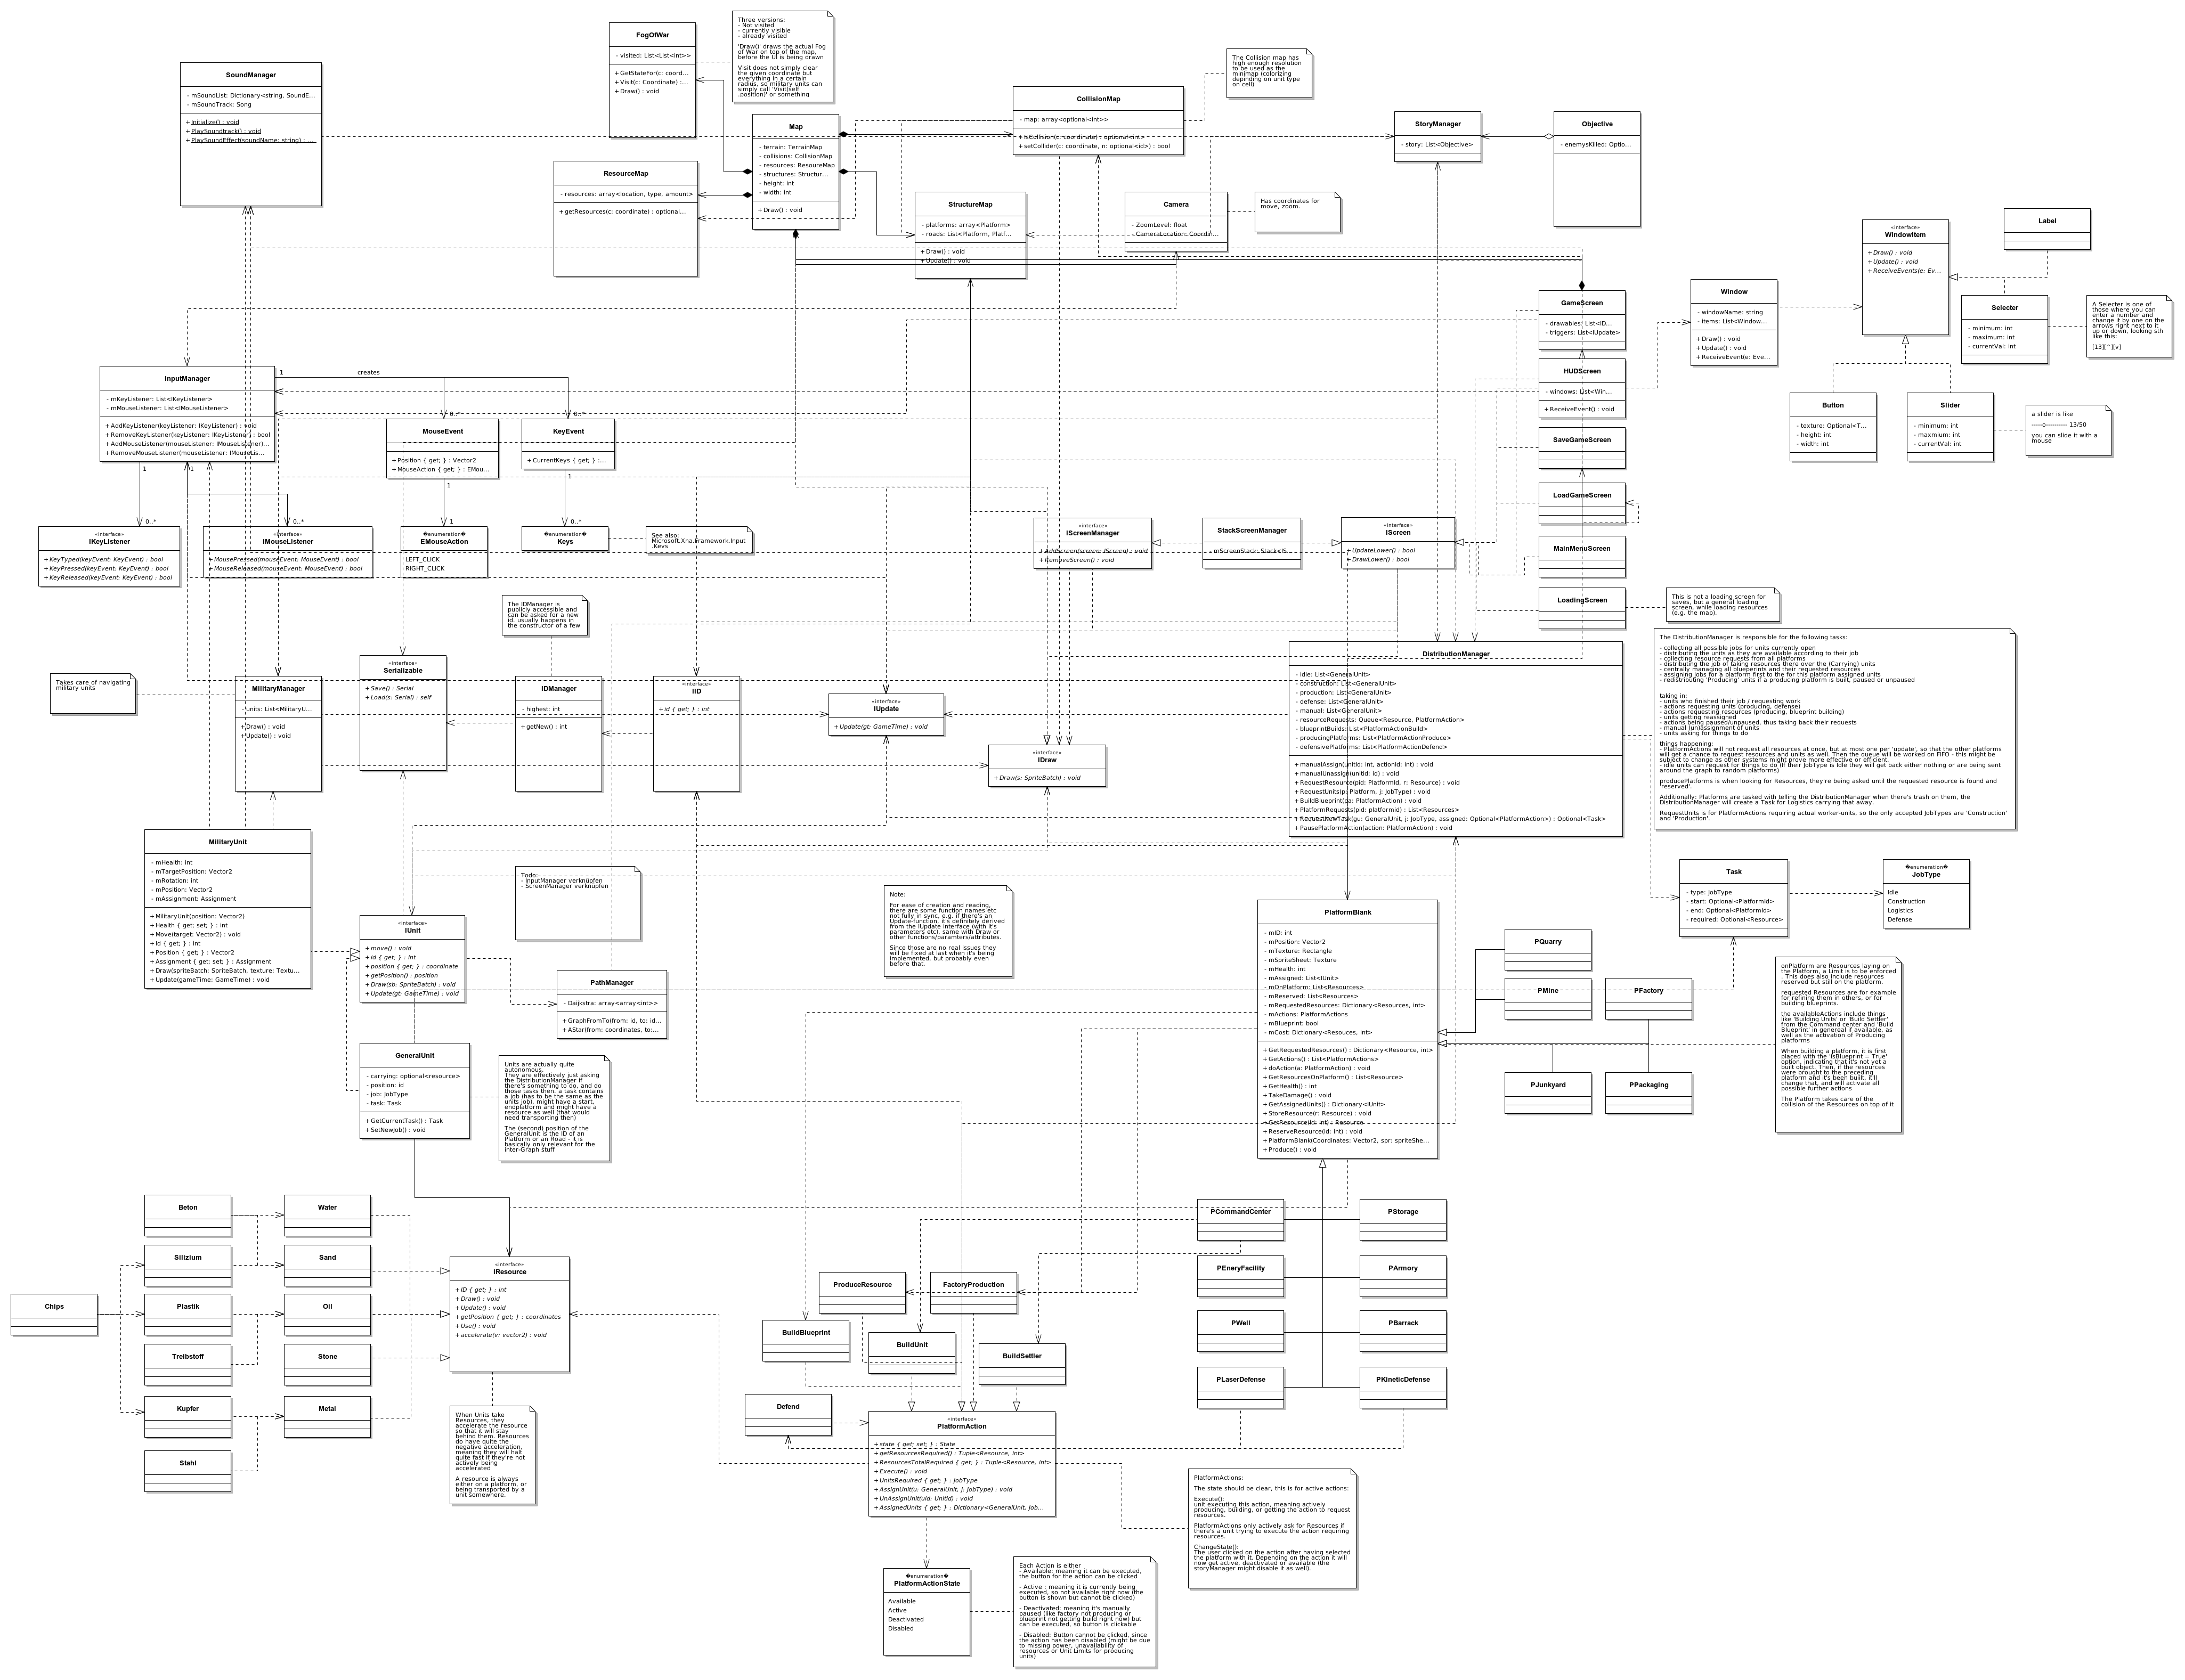 FogOfWar
- visited: List<List<int>>
+ GetStateFor(c: coord...
+ Visit(c: Coordinate) :...
+ Draw() : void
Three versions:
- Not visited
- currently visible
- already visited
'Draw()' draws the actual Fog
of War on top of the map,
before the UI is being drawn
Visit does not simply clear
the given coordinate but
everything in a certain
radius, so military units can
simply call 'Visit(self
.position)' or something
The Collision map has
high enough resolution
to be used as the
minimap (colorizing
depinding on unit type
on cell)
SoundManager
- mSoundList: Dictionary<string, SoundE...
- mSoundTrack: Song
+ Initialize() : void
+ PlaySoundtrack() : void
+ PlaySoundEffect(soundName: string) : ...
Map
- terrain: TerrainMap
- collisions: CollisionMap
- resources: ResoureMap
- structures: Structur...
- height: int
- width: int
+ Draw() : void
CollisionMap
- map: array<optional<int>>
+ isCollision(c: coordinate) : optional<int>
+ setCollider(c: coordinate, n: optional<id>) : bool
StoryManager
- story: List<Objective>
Objective
- enemysKilled: Optio...
ResourceMap
- resources: array<location, type, amount>
+ getResources(c: coordinate) : optional...
StructureMap
- platforms: array<Platform>
- roads: List<Platform, Platf...
+ Draw() : void
+ Update() : void
Camera
- ZoomLevel: float
- CameraLocation: Coordin...
Has coordinates for
move, zoom.
«interface»
WindowItem
+ Draw() : void
+ Update() : void
+ ReceiveEvents(e: Ev...
Label
Window
- windowName: string
- items: List<Window...
+ Draw() : void
+ Update() : void
+ ReceiveEvent(e: Eve...
Selecter
- minimum: int
- maximum: int
- currentVal: int
A Selecter is one of
those where you can
enter a number and
change it by one on the
arrows right next to it
up or down, looking sth
like this:
[13][^][v]
GameScreen
- drawables: List<ID...
- triggers: List<IUpdate>
HUDScreen
- windows: List<Win...
+ ReceiveEvent() : void
Button
- texture: Optional<T...
- height: int
- width: int
Slider
- minimum: int
- maxmium: int
- currentVal: int
a slider is like
-----o---------- 13/50
you can slide it with a
mouse
InputManager
- mKeyListener: List<IKeyListener>
- mMouseListener: List<IMouseListener>
+ AddKeyListener(keyListener: IKeyListener) : void
+ RemoveKeyListener(keyListener: IKeyListener) : bool
+ AddMouseListener(mouseListener: IMouseListener)...
+ RemoveMouseListener(mouseListener: IMouseLis...
1
creates
0..*
0..*
MouseEvent
+ Position { get; } : Vector2
+ MouseAction { get; } : EMou...
KeyEvent
+ CurrentKeys { get; } :...
1
1
1
1
0..*
0..*
1
0..*
SaveGameScreen
LoadGameScreen
MainMenuScreen
LoadingScreen
This is not a loading screen for
saves, but a general loading
screen, while loading resources
(e.g. the map).
«interface»
IKeyListener
+ KeyTyped(keyEvent: KeyEvent) : bool
+ KeyPressed(keyEvent: KeyEvent) : bool
+ KeyReleased(keyEvent: KeyEvent) : bool
«interface»
IMouseListener
+ MousePressed(mouseEvent: MouseEvent) : bool
+ MouseReleased(mouseEvent: MouseEvent) : bool
�enumeration�
EMouseAction
LEFT_CLICK
RIGHT_CLICK
�enumeration�
Keys
See also:
Microsoft.Xna.Framework.Input
.Keys
«interface»
IScreenManager
+ AddScreen(screen: IScreen) : void
+ RemoveScreen() : void
StackScreenManager
- mScreenStack: Stack<IS...
«interface»
IScreen
+ UpdateLower() : bool
+ DrawLower() : bool
The IDManager is
publicly accessible and
can be asked for a new
id. usually happens in
the constructor of a few
Takes care of navigating
military units
MilitaryManager
- units: List<MilitaryU...
+ Draw() : void
+ Update() : void
«interface»
Serializable
+ Save() : Serial
+ Load(s: Serial) : self
IDManager
- highest: int
+ getNew() : int
«interface»
IID
+ id { get; } : int
«interface»
IUpdate
+ Update(gt: GameTime) : void
«interface»
IDraw
+ Draw(s: SpriteBatch) : void
DistributionManager
- idle: List<GeneralUnit>
- construction: List<GeneralUnit>
- production: List<GeneralUnit>
- defense: List<GeneralUnit>
- manual: List<GeneralUnit>
- resourceRequests: Queue<Resource, PlatformAction>
- blueprintBuilds: List<PlatformActionBuild>
- producingPlatforms: List<PlatformActionProduce>
- defensivePlatforms: List<PlatformActionDefend>
+ manualAssign(unitId: int, actionId: int) : void
+ manualUnassign(unitid: id) : void
+ RequestResource(pid: PlatformId, r: Resource) : void
+ RequestUnits(p: Platform, j: JobType) : void
+ BuildBlueprint(pa: PlatformAction) : void
+ PlatformRequests(pid: platformid) : List<Resources>
+ RequestNewTask(gu: GeneralUnit, j: JobType, assigned: Optional<PlatformAction>) : Optional<Task>
+ PausePlatformAction(action: PlatformAction) : void
The DistributionManager is responsible for the following tasks:
- collecting all possible jobs for units currently open
- distributing the units as they are available according to their job
- collecting resource requests from all platforms
- distributing the job of taking resources there over the (Carrying) units
- centrally managing all blueprints and their requested resources
- assigning jobs for a platform first to the for this platform assigned units
- redistributing 'Producing' units if a producing platform is built, paused or unpaused
taking in:
- units who finished their job / requesting work
- actions requesting units (producing, defense)
- actions requesting resources (producing, blueprint building)
- units getting reassigned
- actions being paused/unpaused, thus taking back their requests
- manual (un)assignment of units
- units asking for things to do
things happening:
- PlatformActions will not request all resources at once, but at most one per 'update', so that the other platforms
will get a chance to request resources and units as well. Then the queue will be worked on FIFO - this might be
subject to change as other systems might prove more effective or efficient.
- idle units can request for things to do (If their JobType is Idle they will get back either nothing or are being sent
around the graph to random platforms)
producePlatforms is when looking for Resources, they're being asked until the requested resource is found and
'reserved'.
Additionally: Platforms are tasked with telling the DistributionManager when there's trash on them, the
DistributionManager will create a Task for Logistics carrying that away.
RequestUnits is for PlatformActions requiring actual worker-units, so the only accepted JobTypes are 'Construction'
and 'Production'.
MilitaryUnit
- mHealth: int
- mTargetPosition: Vector2
- mRotation: int
- mPosition: Vector2
- mAssignment: Assignment
+ MilitaryUnit(position: Vector2)
+ Health { get; set; } : int
+ Move(target: Vector2) : void
+ Id { get; } : int
+ Position { get; } : Vector2
+ Assignment { get; set; } : Assignment
+ Draw(spriteBatch: SpriteBatch, texture: Textu...
+ Update(gameTime: GameTime) : void
Todo:
- InputManager verknüpfen
- ScreenManager verknüpfen
Note:
For ease of creation and reading,
there are some function names etc
not fully in sync, e.g. if there's an
Update-function, it's definitely derived
from the IUpdate interface (with it's
parameters etc), same with Draw or
other functions/paramters/attributes.
Since those are no real issues they
will be fixed at last when it's being
implemented, but probably even
before that.
Task
- type: JobType
- start: Optional<PlatformId>
- end: Optional<PlatformId>
- required: Optional<Resource>
�enumeration�
JobType
Idle
Construction
Logistics
Defense
«interface»
IUnit
+ move() : void
+ id { get; } : int
+ position { get; } : coordinate
+ getPosition() : position
+ Draw(sb: SpriteBatch) : void
+ Update(gt: GameTime) : void
PathManager
- Daijkstra: array<array<int>>
+ GraphFromTo(from: id, to: id...
+ AStar(from: coordinates, to:...
PlatformBlank
- mID: int
- mPosition: Vector2
- mTexture: Rectangle
- mSpriteSheet: Texture
- mHealth: int
- mAssigned: List<IUnit>
- mOnPlatform: List<Resources>
- mReserved: List<Resources>
- mRequestedResources: Dictionary<Resources, int>
- mActions: PlatformActions
- mBlueprint: bool
- mCost: Dictionary<Resouces, int>
+ GetRequestedResources() : Dictionary<Resource, int>
+ GetActions() : List<PlatformActions>
+ doAction(a: PlatformAction) : void
+ GetResourcesOnPlatform() : List<Resource>
+ GetHealth() : int
+ TakeDamage() : void
+ GetAssignedUnits() : Dictionary<IUnit>
+ StoreResource(r: Resource) : void
+ GetResource(id: int) : Resource
+ ReserveResource(id: int) : void
+ PlatformBlank(Coordinates: Vector2, spr: spriteShe...
+ Produce() : void
PQuarry
PMine
PFactory
PJunkyard
PPackaging
onPlatform are Resources laying on
the Platform, a Limit is to be enforced
. This does also include resources
reserved but still on the platform.
requested Resources are for example
for refining them in others, or for
building blueprints.
the availableActions include things
like 'Building Units' or 'Build Settler'
from the Command center and 'Build
Blueprint' in genereal if available, as
well as the activation of Producing
platforms
When building a platform, it is first
placed with the 'isBlueprint = True'
option, indicating that it's not yet a
built object. Then, if the resources
were brought to the preceding
platform and it's been builtt, it'll
change that, and will activate all
possible further actions
The Platform takes care of the
collision of the Resources on top of it
GeneralUnit
- carrying: optional<resource>
- position: id
- job: JobType
- task: Task
+ GetCurrentTask() : Task
+ SetNewJob() : void
Units are actually quite
autonomous.
They are effectively just asking
the DistributionManager if
there's something to do, and do
those tasks then. a task contains
a job (has to be the same as the
units job), might have a start,
endplatform and might have a
resource as well (that would
need transporting then)
The (second) position of the
GeneralUnit is the ID of an
Platform or an Road - it is
basically only relevant for the
inter-Graph stuff
Beton
Water
Silizium
Sand
Chips
Plastik
Oil
Treibstoff
Stone
Kupfer
Metal
Stahl
«interface»
IResource
+ ID { get; } : int
+ Draw() : void
+ Update() : void
+ getPosition { get; } : coordinates
+ Use() : void
+ accelerate(v: vector2) : void
When Units take
Resources, they
accelerate the resource
so that it will stay
behind them. Resources
do have quite the
negative acceleration,
meaning they will halt
quite fast if they're not
actively being
accelerated
A resource is always
either on a platform, or
being transported by a
unit somewhere.
PCommandCenter
PStorage
PEneryFacility
PArmory
PWell
PBarrack
PLaserDefense
PKineticDefense
ProduceResource
FactoryProduction
BuildBlueprint
BuildUnit
BuildSettler
Defend
«interface»
PlatformAction
+ state { get; set; } : State
+ getResourcesRequired() : Tuple<Resource, int>
+ ResourcesTotalRequired { get; } : Tuple<Resource, int>
+ Execute() : void
+ UnitsRequired { get; } : JobType
+ AssignUnit(u: GeneralUnit, j: JobType) : void
+ UnAssignUnit(uid: UnitId) : void
+ AssignedUnits { get; } : Dictionary<GeneralUnit, Job...
PlatformActions:
The state should be clear, this is for active actions:
Execute():
unit executing this action, meaning actively
producing, building, or getting the action to request
resources.
PlatformActions only actively ask for Resources if
there's a unit trying to execute the action requiring
resources.
ChangeState():
The user clicked on the action after having selected
the platform with it. Depending on the action it will
now get active, deactivated or available (the
storyManager might disable it as well).
�enumeration�
PlatformActionState
Available
Active
Deactivated
Disabled
Each Action is either
- Available: meaning it can be executed,
the button for the action can be clicked
- Active : meaning it is currently being
executed, so not available right now (the
button is shown but cannot be clicked)
- Deactivated: meaning it's manually
paused (like factory not producing or
blueprint not getting build right now) but
can be executed, so button is clickable
- Disabled: Button cannot be clicked, since
the action has been disabled (might be due
to missing power, unavailability of
resources or Unit Limits for producing
units)